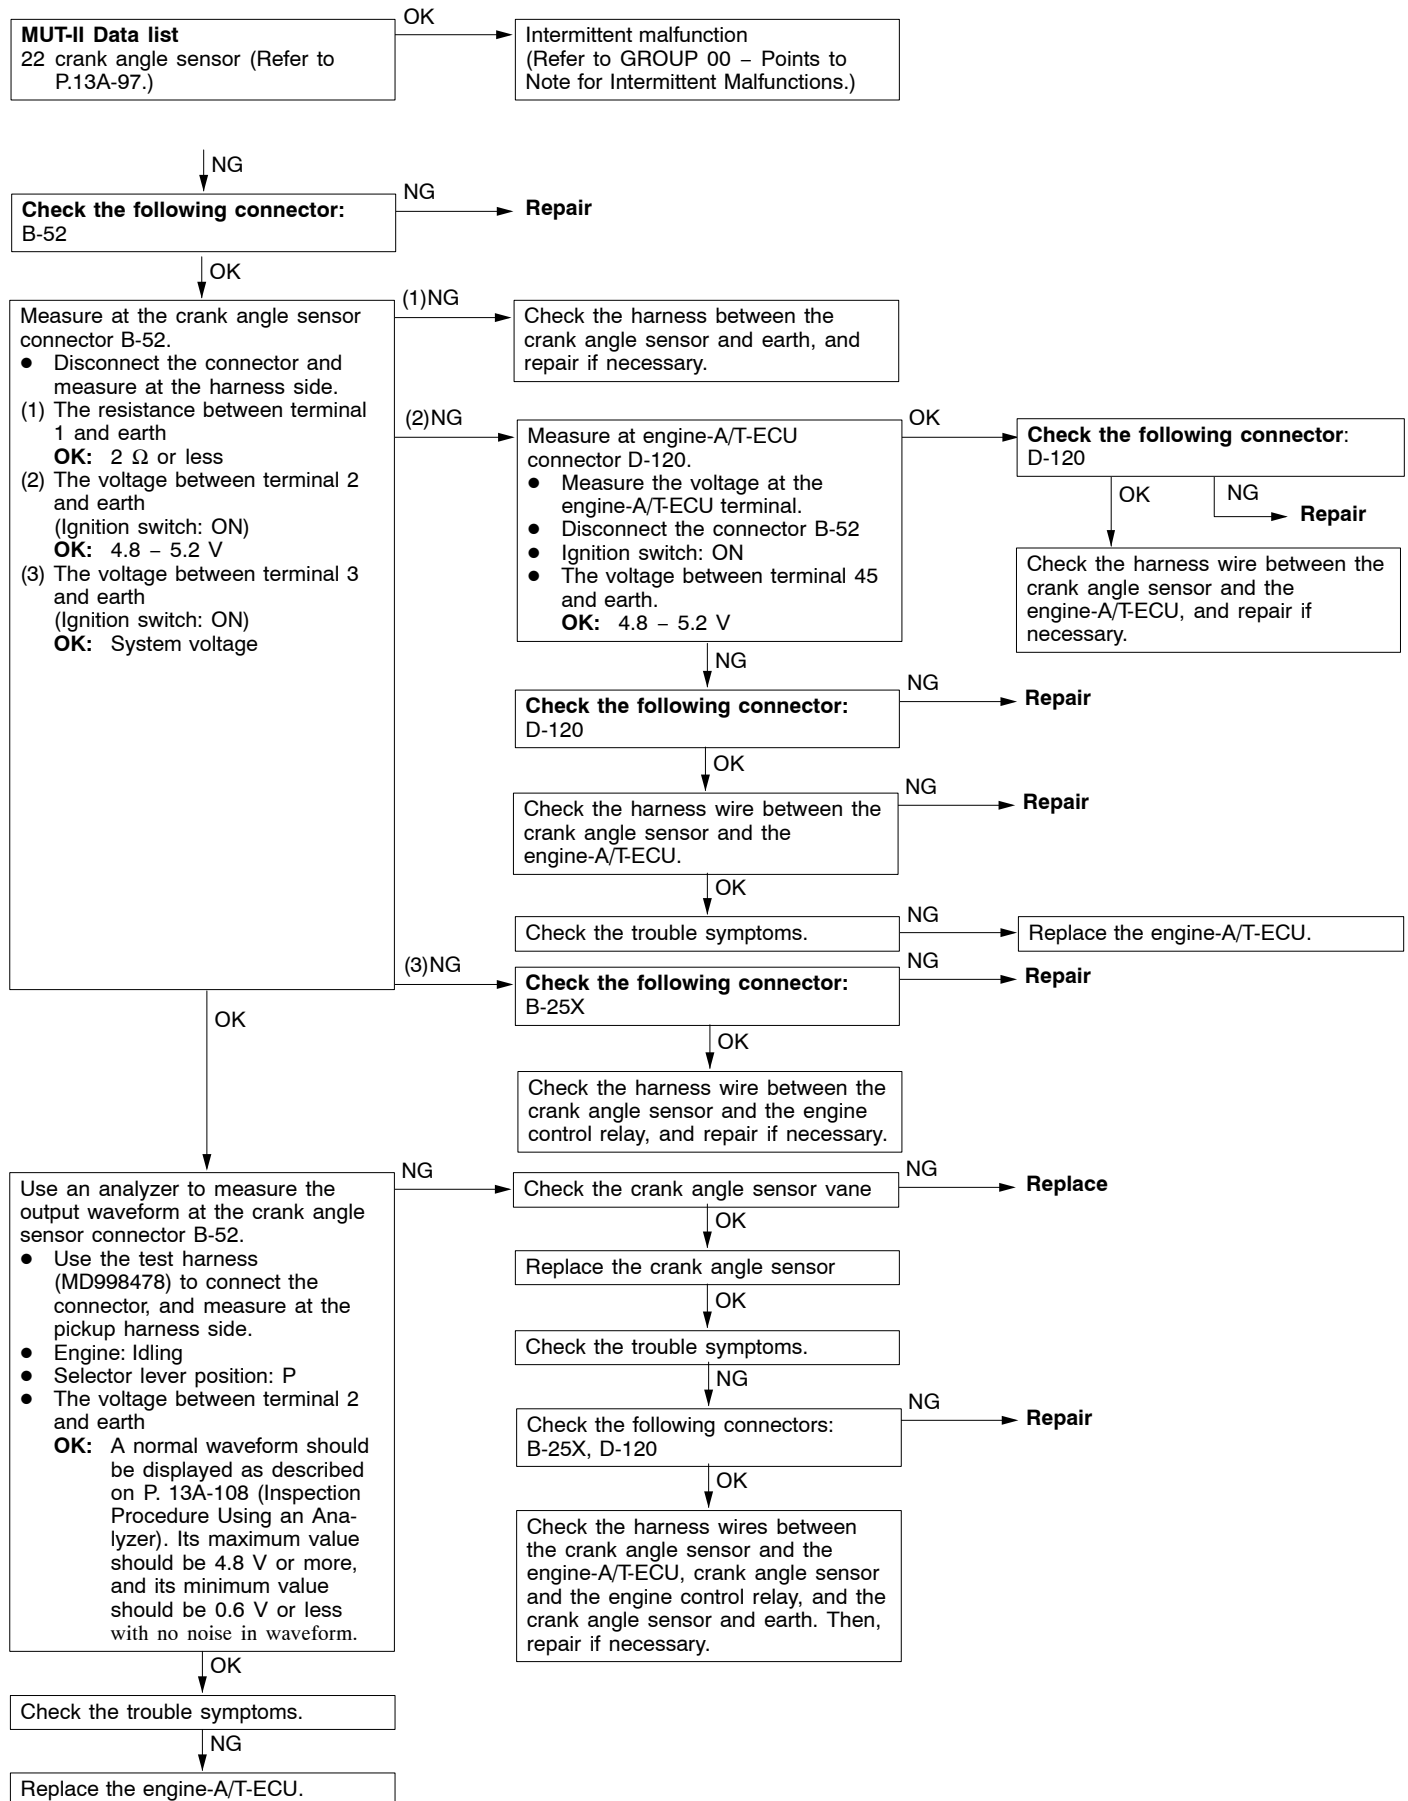 MUT-II Data list
22 crank angle sensor (Refer to
P.13A-97.)
OK
Intermittent malfunction
(Refer to GROUP 00 – Points to
Note for Intermittent Malfunctions.)
NG
Check the following connector:
B-52
NG
Repair
OK
Measure at the crank angle sensor
connector B-52.
● Disconnect the connector and
measure at the harness side.
(1) The resistance between terminal
1 and earth
OK: 2 Ω or less
(2) The voltage between terminal 2
and earth
(Ignition switch: ON)
OK: 4.8 – 5.2 V
(3) The voltage between terminal 3
and earth
(Ignition switch: ON)
OK: System voltage
(1)NG
Check the harness between the
crank angle sensor and earth, and
repair if necessary.
(2)NG
Measure at engine-A/T-ECU
connector D-120.
● Measure the voltage at the
engine-A/T-ECU terminal.
● Disconnect the connector B-52
● Ignition switch: ON
● The voltage between terminal 45
and earth.
OK: 4.8 – 5.2 V
OK
Check the following connector:
D-120
OK
NG
Repair
Check the harness wire between the
crank angle sensor and the
engine-A/T-ECU, and repair if
necessary.
NG
Check the following connector:
D-120
NG
Repair
OK
Check the harness wire between the
crank angle sensor and the
engine-A/T-ECU.
NG
Repair
OK
Check the trouble symptoms.
NG
Replace the engine-A/T-ECU.
(3)NG
Check the following connector:
B-25X
NG
Repair
OK
Check the harness wire between the
crank angle sensor and the engine
control relay, and repair if necessary.
OK
Use an analyzer to measure the
output waveform at the crank angle
sensor connector B-52.
● Use the test harness
(MD998478) to connect the
connector, and measure at the
pickup harness side.
● Engine: Idling
● Selector lever position: P
● The voltage between terminal 2
and earth
OK: A normal waveform should
be displayed as described
on P. 13A-108 (Inspection
Procedure Using an Ana-
lyzer). Its maximum value
should be 4.8 V or more,
and its minimum value
should be 0.6 V or less
with no noise in waveform.
NG
Check the crank angle sensor vane
NG
Replace
OK
Replace the crank angle sensor
OK
Check the trouble symptoms.
NG
Check the following connectors:
B-25X, D-120
NG
Repair
OK
Check the harness wires between
the crank angle sensor and the
engine-A/T-ECU, crank angle sensor
and the engine control relay, and the
crank angle sensor and earth. Then,
repair if necessary.
OK
Check the trouble symptoms.
NG
Replace the engine-A/T-ECU.